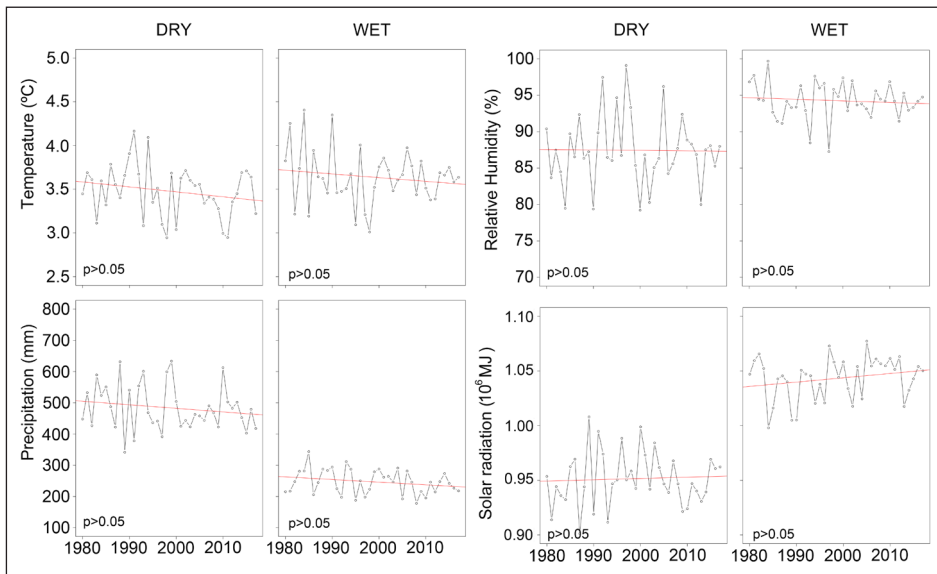 DRY
WET
DRY
WET
Temperature (ºC)
5.0
4.5
4.0
3.5
3.0
2.5
p>0.05
p>0.05
Relative Humidity (%)
100
95
90
85
80
75
70
p>0.05
p>0.05
Precipitation (mm)
800
700
600
500
400
300
200
100
p>0.05
p>0.05
1980 1990 2000 2010
1980 1990 2000 2010
Solar radiation (10⁶ MJ)
1.10
1.05
1.00
0.95
0.90
p>0.05
p>0.05
1980 1990 2000 2010
1980 1990 2000 2010